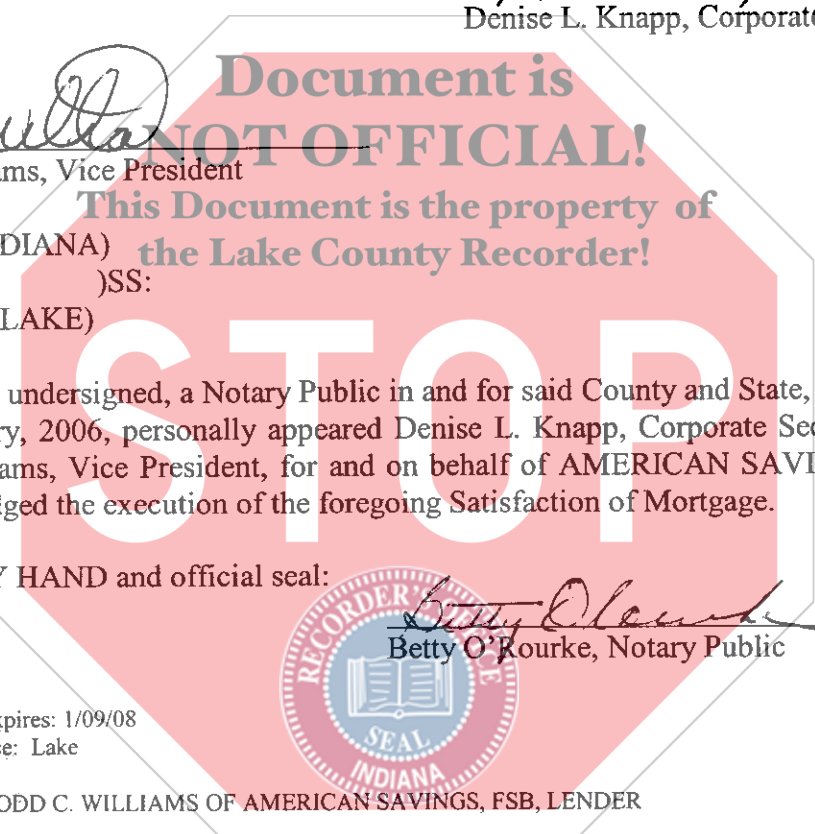 Denise L. Knapp, Corporate
Document is
NOT OFFICIAL!
ams, Vice President
This Document is the property of
the Lake County Recorder!
DIANA)
)SS:
LAKE)
STOP
undersigned, a Notary Public in and for said County and State,
ry, 2006, personally appeared Denise L. Knapp, Corporate Sec
ams, Vice President, for and on behalf of AMERICAN SAVI
ged the execution of the foregoing Satisfaction of Mortgage.
Y HAND and official seal:
Betty O'Rourke
Betty O'Rourke, Notary Public
RECORDER'S OFFICE
SEAL
INDIANA
xpires: 1/09/08
e: Lake
ODD C. WILLIAMS OF AMERICAN SAVINGS, FSB, LENDER